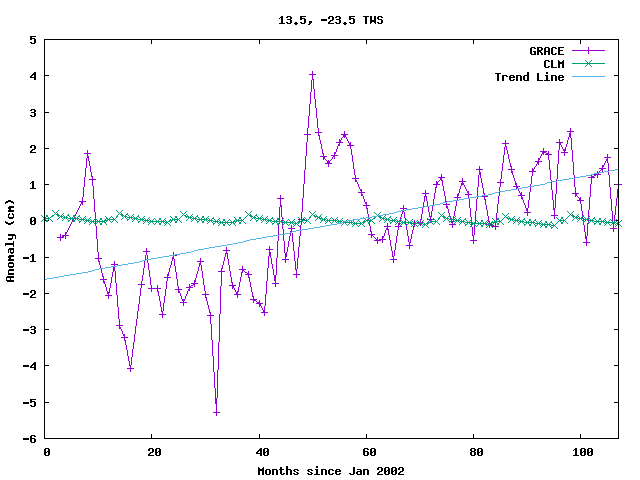 13.5, -23.5 TWS
GRACE
CLM
Trend Line
5
4
3
2
1
0
-1
-2
-3
-4
-5
-6
Anomaly (cm)
0 20 40 60 80 100
Months since Jan 2002